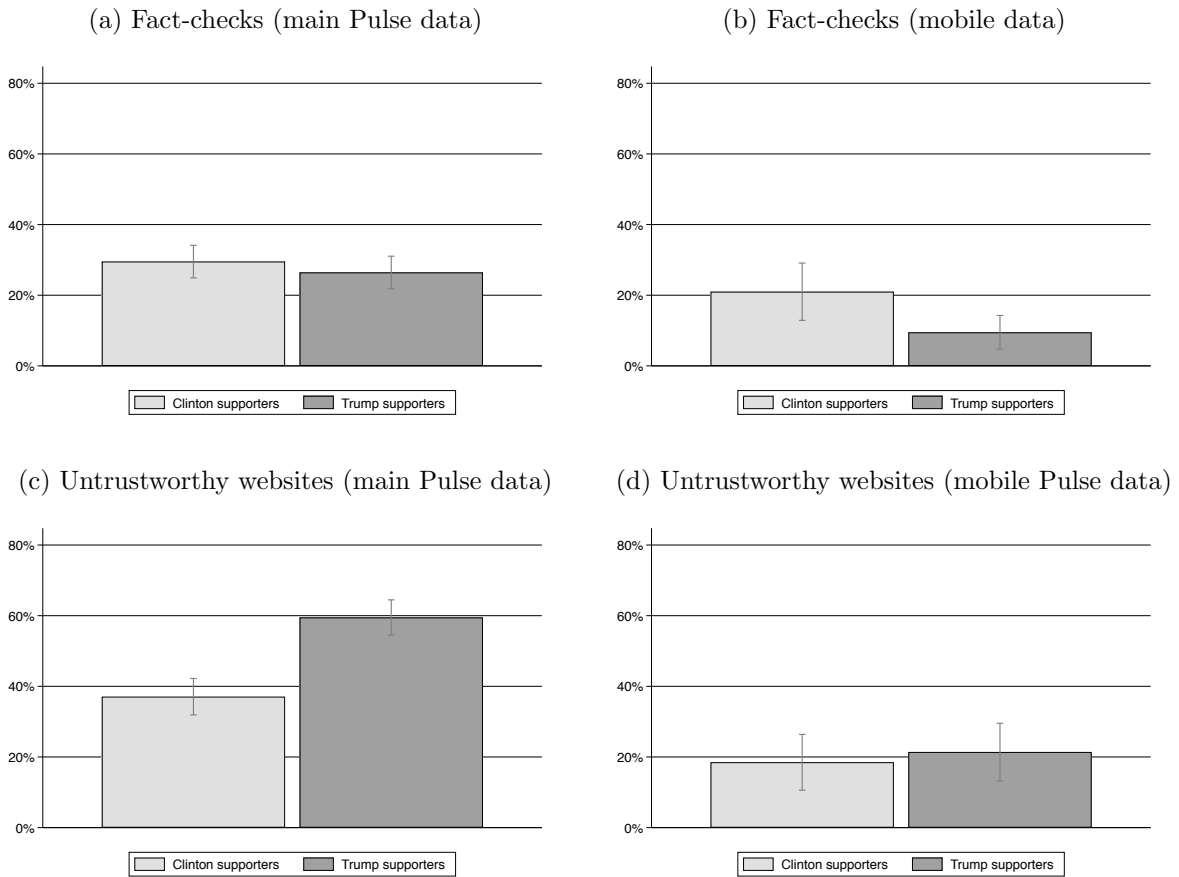 (a) Fact-checks (main Pulse data)
80%
60%
40%
20%
0%
Clinton supporters Trump supporters
(b) Fact-checks (mobile data)
80%
60%
40%
20%
0%
Clinton supporters Trump supporters
(c) Untrustworthy websites (main Pulse data)
80%
60%
40%
20%
0%
Clinton supporters Trump supporters
(d) Untrustworthy websites (mobile Pulse data)
80%
60%
40%
20%
0%
Clinton supporters Trump supporters